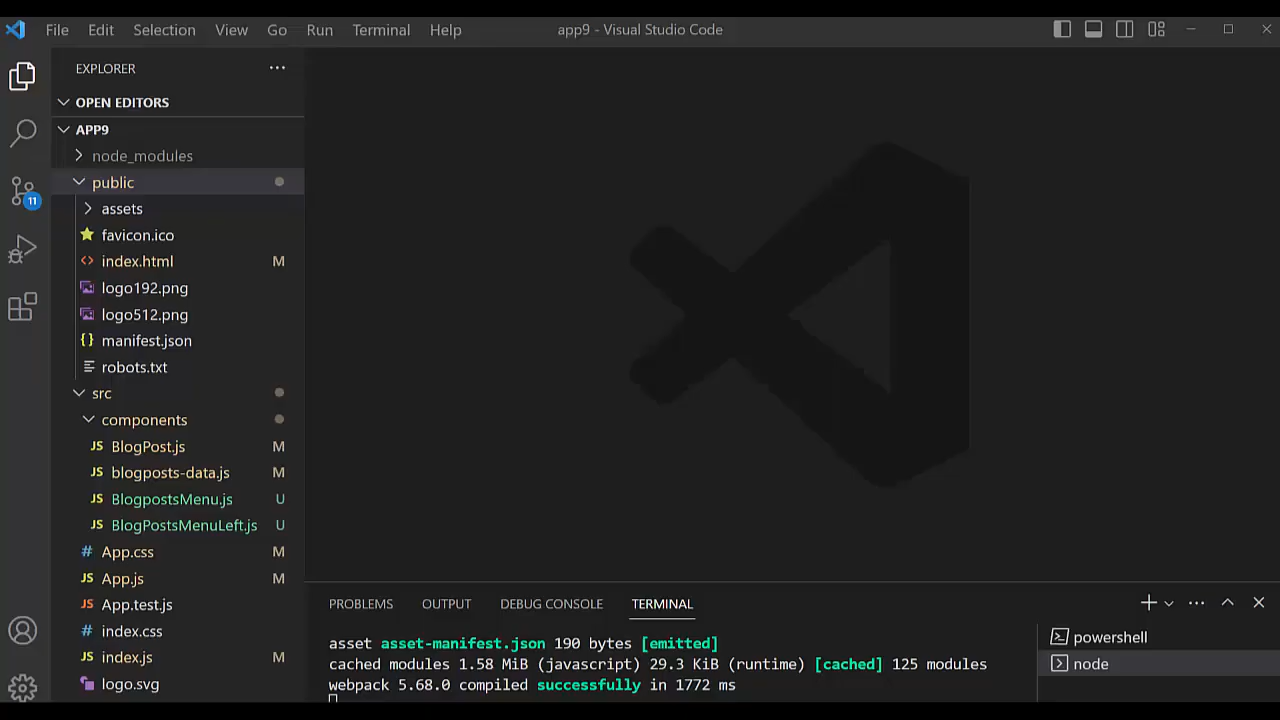 File Edit Selection View Go Run Terminal Help app9 - Visual Studio Code
EXPLORER
OPEN EDITORS
APP9
node_modules
public
assets
favicon.ico
index.html M
logo192.png
logo512.png
manifest.json
robots.txt
src
components
BlogPost.js M
blogposts-data.js M
BlogpostsMenu.js U
BlogPostsMenuLeft.js U
App.css M
App.js M
App.test.js
index.css
index.js M
logo.svg
11
PROBLEMS OUTPUT DEBUG CONSOLE TERMINAL
asset asset-manifest.json 190 bytes [emitted]
cached modules 1.58 MiB (javascript) 29.3 KiB (runtime) [cached] 125 modules
webpack 5.68.0 compiled successfully in 1772 ms
powershell
node